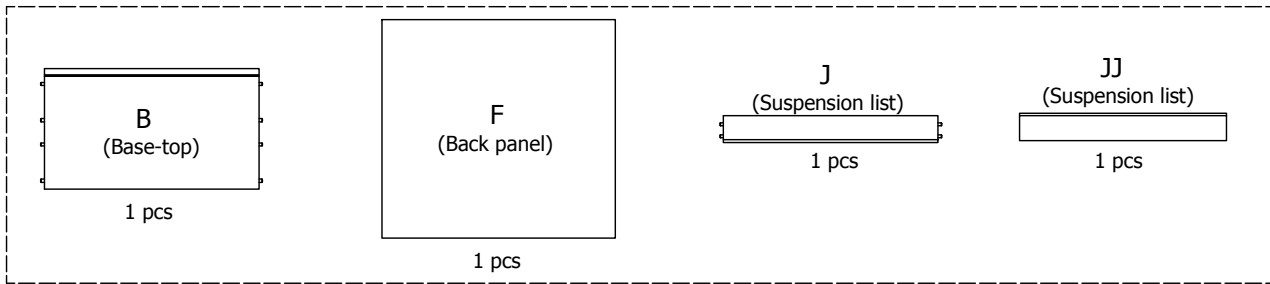 B
(Base-top)
1 pcs
F
(Back panel)
1 pcs
J
(Suspension list)
1 pcs
JJ
(Suspension list)
1 pcs